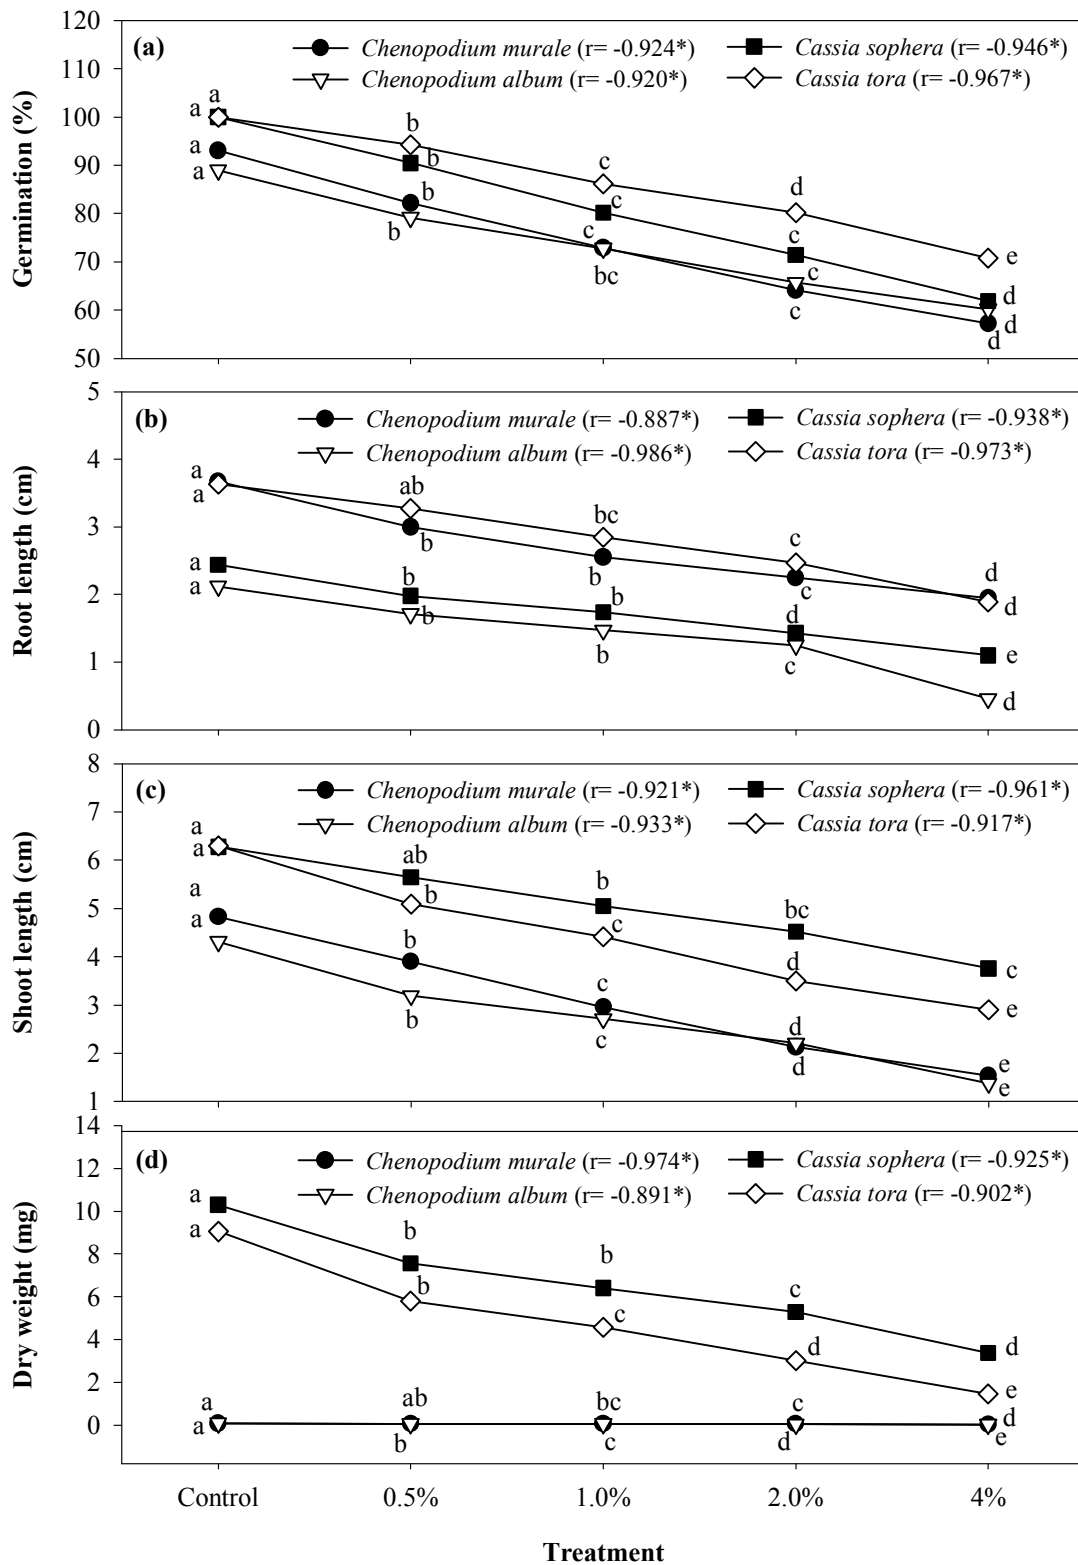 120
110
100
90
80
70
60
50
Germination (%)
(a)
Chenopodium murale (r= -0.924*)
Cassia sophera (r= -0.946*)
Chenopodium album (r= -0.920*)
Cassia tora (r= -0.967*)
a
a b c d
a b c c e
a b c c d
a b bc c d
d
5
4
3
2
1
0
Root length (cm)
(b)
Chenopodium murale (r= -0.887*)
Cassia sophera (r= -0.938*)
Chenopodium album (r= -0.986*)
Cassia tora (r= -0.973*)
a ab bc c d
a b b c d
a b b d e
a b b c d
8
7
6
5
4
3
2
1
Shoot length (cm)
(c)
Chenopodium murale (r= -0.921*)
Cassia sophera (r= -0.961*)
Chenopodium album (r= -0.933*)
Cassia tora (r= -0.917*)
a ab b bc c
a b c d e
a b c d e
a b c d e
14
12
10
8
6
4
2
0
Dry weight (mg)
(d)
Chenopodium murale (r= -0.974*)
Cassia sophera (r= -0.925*)
Chenopodium album (r= -0.891*)
Cassia tora (r= -0.902*)
a b b c d
a b c d e
a ab bc c d
a b c d e
Control 0.5% 1.0% 2.0% 4%
Treatment